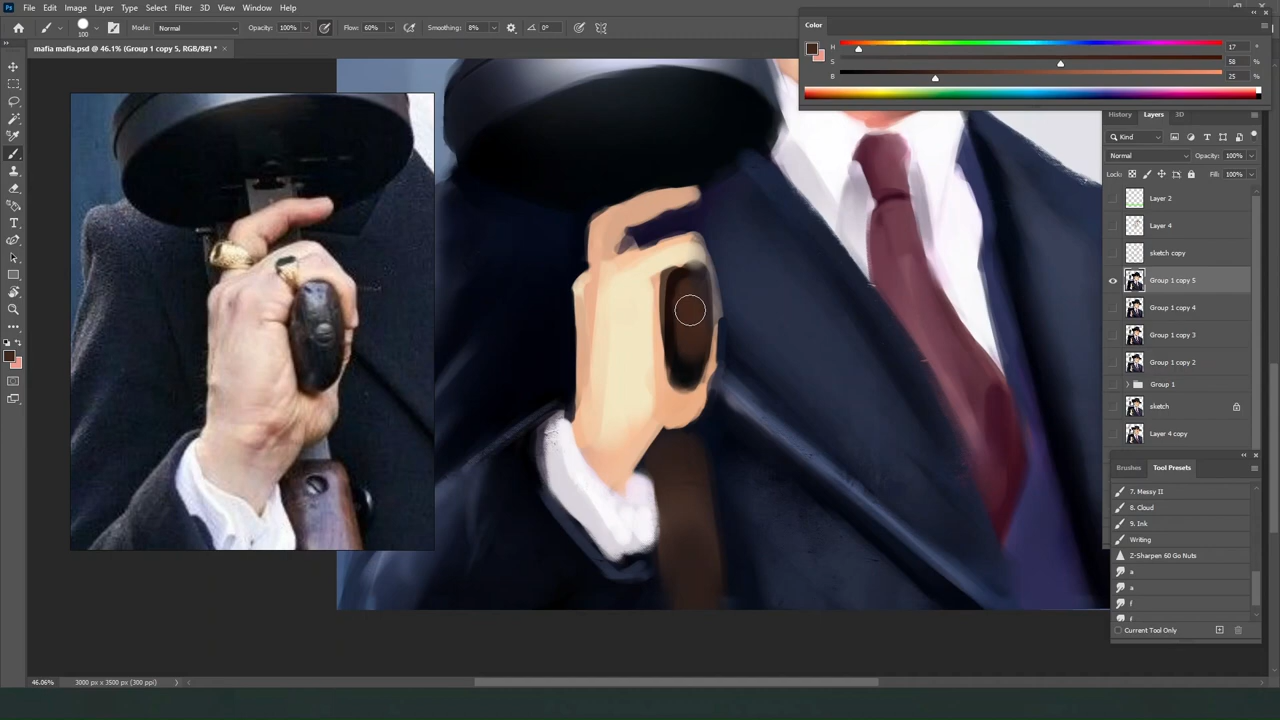 Ps File Edit Image Layer Type Select Filter 3D View Window Help
100 Mode: Normal Opacity: 100% Flow: 60% Smoothing: 8% 0°
mafia mafia.psd @ 46.1% (Group 1 copy 5, RGB/8#) * ×
Color
H 17 °
S 58 %
B 25 %
History Layers 3D
Kind
Normal Opacity: 100%
Lock: Fill: 100%
Layer 2
Layer 4
sketch copy
Group 1 copy 5
Group 1 copy 4
Group 1 copy 3
Group 1 copy 2
Group 1
sketch
Layer 4 copy
Brushes Tool Presets
7. Messy II
8. Cloud
9. Ink
Writing
Z-Sharpen 60 Go Nuts
a
a
f
f
Current Tool Only
46.06% 3000 px x 3500 px (300 ppi)